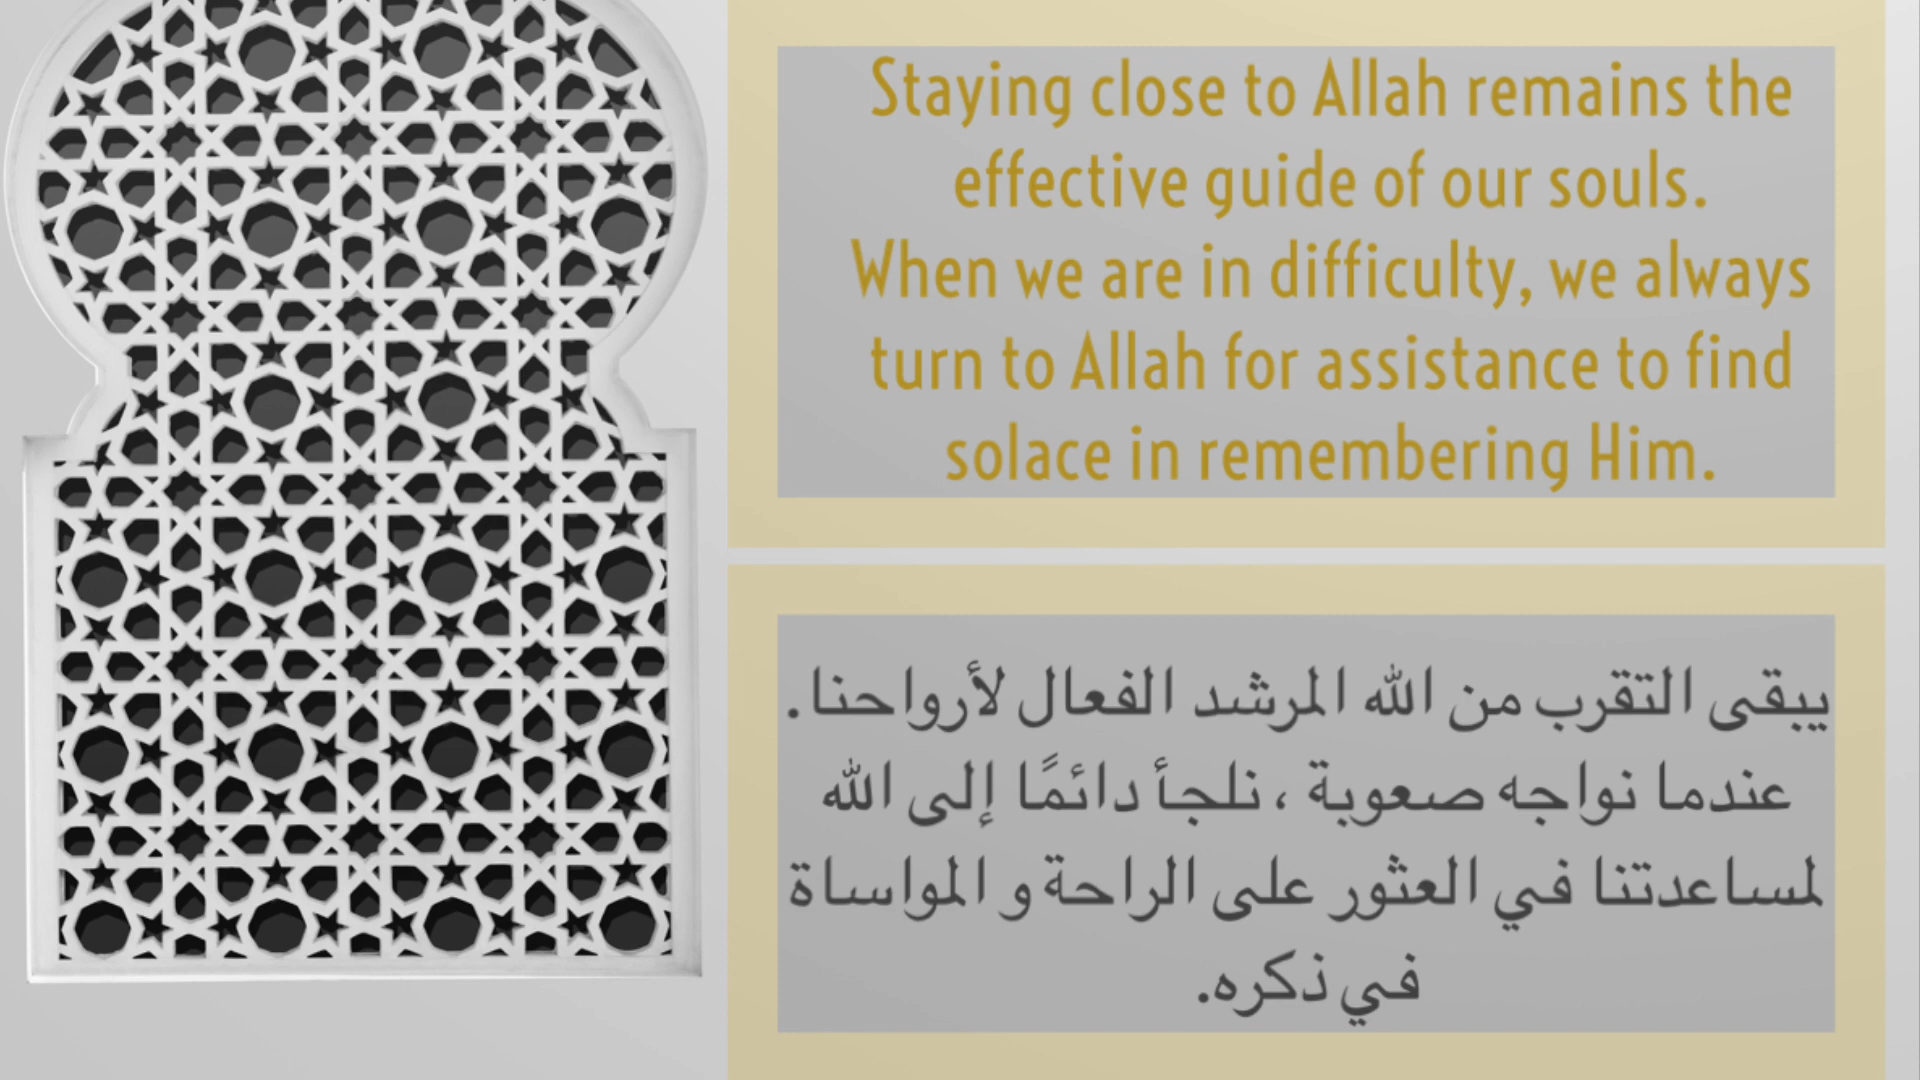 Staying close to Allah remains the
effective guide of our souls.
When we are in difficulty, we always
turn to Allah for assistance to find
solace in remembering Him.
يبقى التقرب من الله المرشد الفعال لأرواحنا.
عندما نواجه صعوبة ، نلجأ دائمًا إلى الله
لمساعدتنا في العثور على الراحة و المواساة
في ذكره.